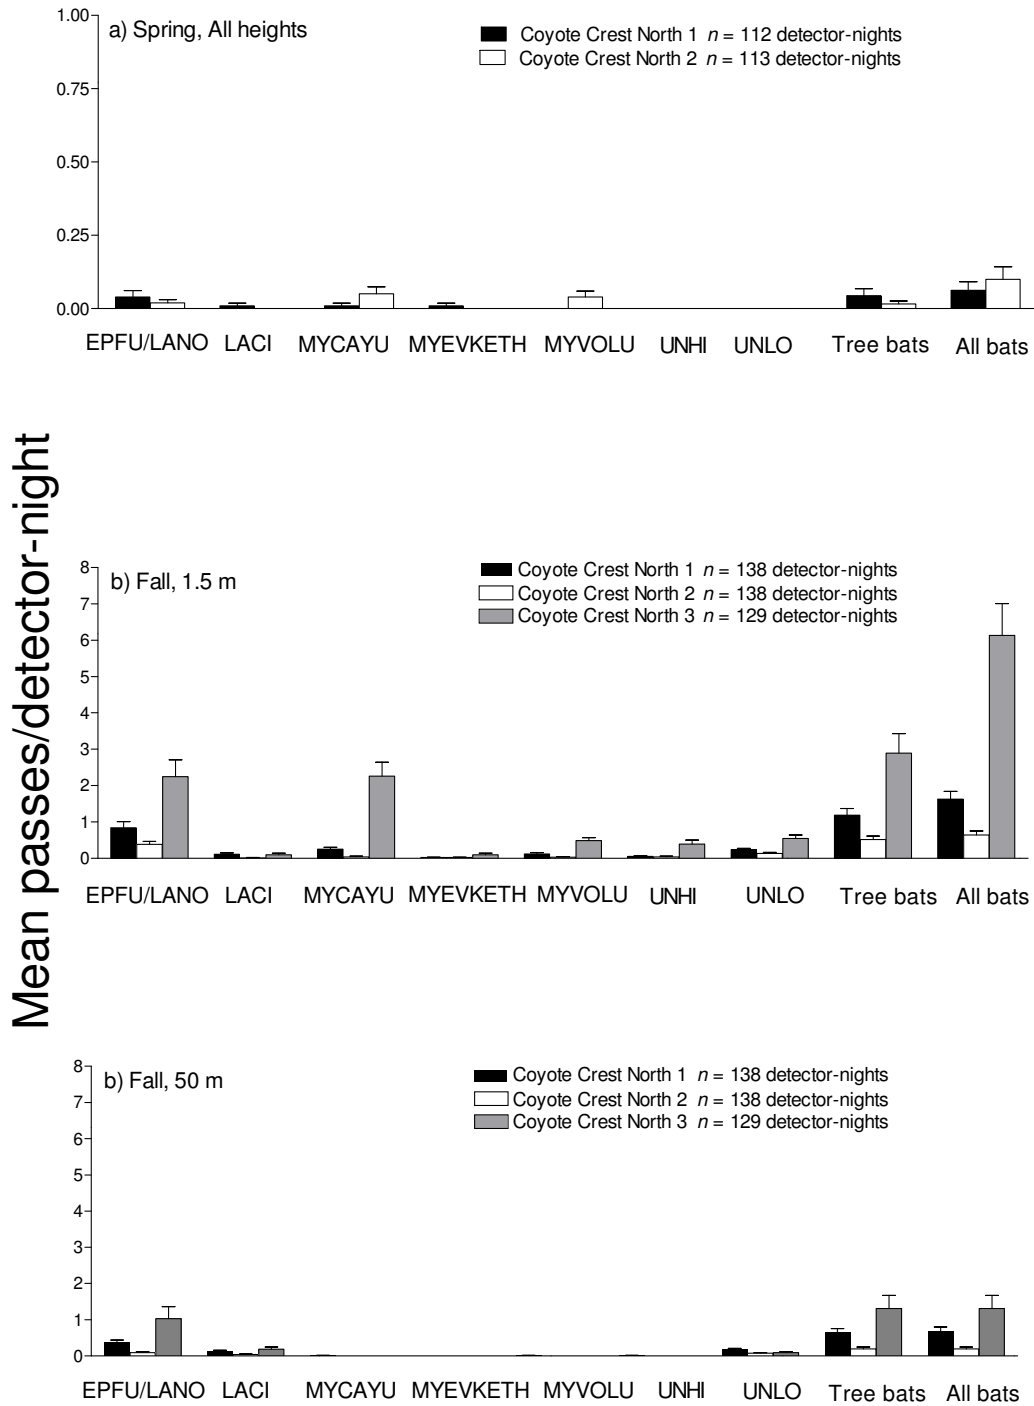 Mean passes/detector-night
a) Spring, All heights
Coyote Crest North 1 n = 112 detector-nights
Coyote Crest North 2 n = 113 detector-nights
1.00
0.75
0.50
0.25
0.00
EPFU/LANO LACI MYCAYU MYEVKETH MYVOLU UNHI UNLO Tree bats All bats
b) Fall, 1.5 m
Coyote Crest North 1 n = 138 detector-nights
Coyote Crest North 2 n = 138 detector-nights
Coyote Crest North 3 n = 129 detector-nights
8
7
6
5
4
3
2
1
0
EPFU/LANO LACI MYCAYU MYEVKETH MYVOLU UNHI UNLO Tree bats All bats
b) Fall, 50 m
Coyote Crest North 1 n = 138 detector-nights
Coyote Crest North 2 n = 138 detector-nights
Coyote Crest North 3 n = 129 detector-nights
8
7
6
5
4
3
2
1
0
EPFU/LANO LACI MYCAYU MYEVKETH MYVOLU UNHI UNLO Tree bats All bats